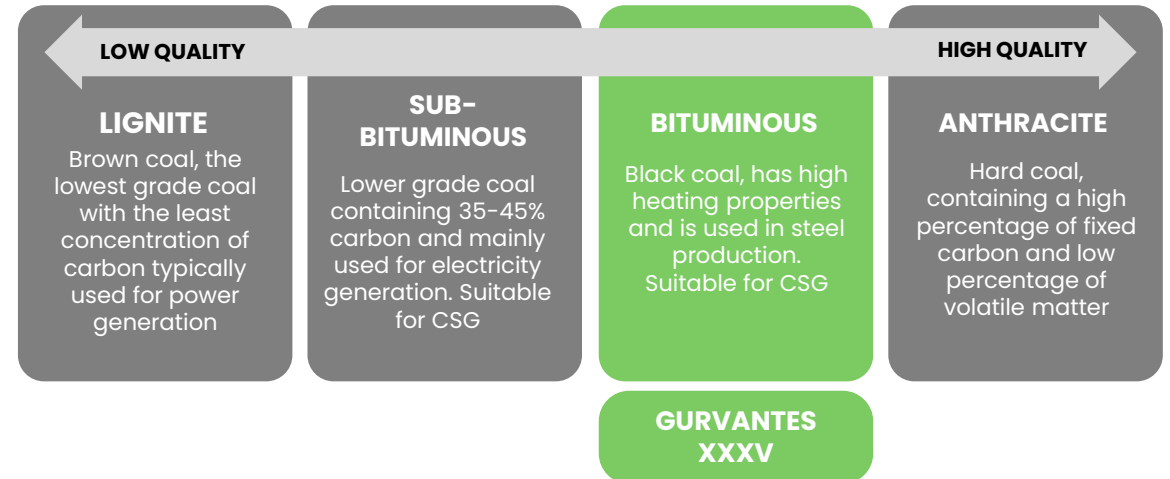 LOW QUALITY
HIGH QUALITY
LIGNITE
Brown coal, the
lowest grade coal
with the least
concentration of
carbon typically
used for power
generation
SUB-
BITUMINOUS
Lower grade coal
containing 35-45%
carbon and mainly
used for electricity
generation. Suitable
for CSG
BITUMINOUS
Black coal, has high
heating properties
and is used in steel
production.
Suitable for CSG
ANTHRACITE
Hard coal,
containing a high
percentage of fixed
carbon and low
percentage of
volatile matter
GURVANTES
XXXV